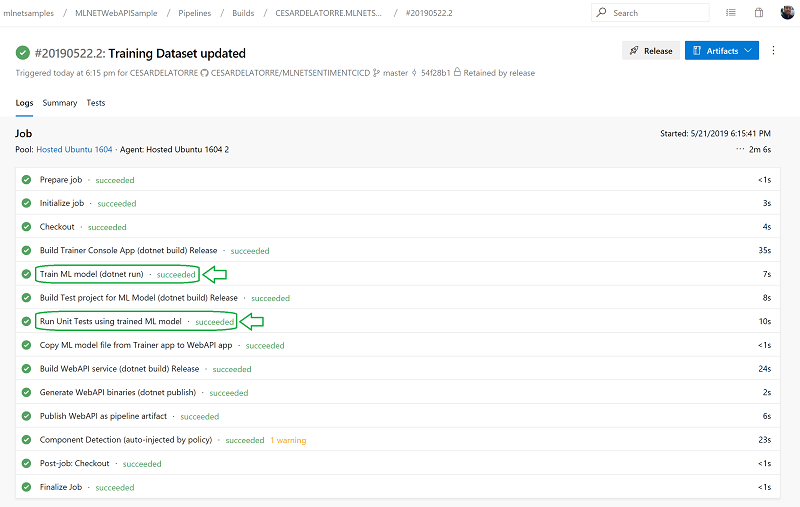 mlnetsamples / MLNETWebAPISample / Pipelines / Builds / CESARDELATORRE.MLNETS... / #20190522.2 Search
#20190522.2: Training Dataset updated Release Artifacts
Triggered today at 6:15 pm for CESARDELATORRE CESARDELATORRE/MLNETSENTIMENTCICD master 54f28b1 Retained by release
Logs Summary Tests
Job Started: 5/21/2019 6:15:41 PM
Pool: Hosted Ubuntu 1604 · Agent: Hosted Ubuntu 1604 2 ··· 2m 6s
Prepare job · succeeded <1s
Initialize job · succeeded 3s
Checkout · succeeded 4s
Build Trainer Console App (dotnet build) Release · succeeded 35s
Train ML model (dotnet run) · succeeded 7s
Build Test project for ML Model (dotnet build) Release · succeeded 8s
Run Unit Tests using trained ML model · succeeded 10s
Copy ML model file from Trainer app to WebAPI app · succeeded <1s
Build WebAPI service (dotnet build) Release · succeeded 24s
Generate WebAPI binaries (dotnet publish) · succeeded 2s
Publish WebAPI as pipeline artifact · succeeded 6s
Component Detection (auto-injected by policy) · succeeded 1 warning 23s
Post-job: Checkout · succeeded <1s
Finalize Job · succeeded <1s